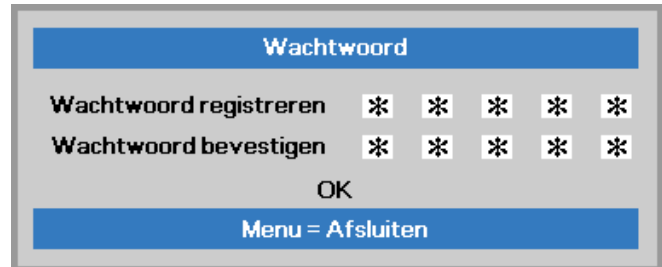 Wachtwoord
Wachtwoord registreren * * * * *
Wachtwoord bevestigen * * * * *
OK
Menu = Afsluiten